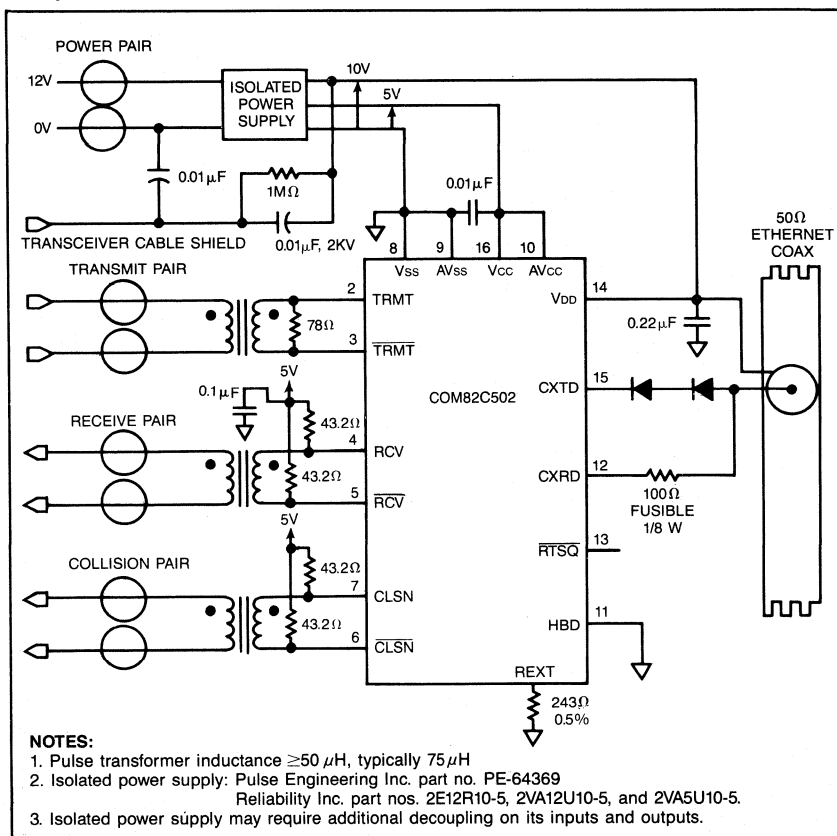 POWER PAIR
12V
0V
ISOLATED
POWER
SUPPLY
10V
5V
0.01μF
1MΩ
0.01μF, 2KV
TRANSCEIVER CABLE SHIELD
0.01μF
8
9
16
10
VSS
AVSS
VCC
AVCC
50Ω
ETHERNET
COAX
TRANSMIT PAIR
2
TRMT
78Ω
3
TRMT
14
VDD
0.22μF
COM82C502
15
CXTD
5V
0.1μF
43.2Ω
RECEIVE PAIR
4
RCV
43.2Ω
5
RCV
12
CXRD
100Ω
FUSIBLE
1/8 W
13
RTSQ
5V
COLLISION PAIR
43.2Ω
7
CLSN
43.2Ω
6
CLSN
11
HBD
REXT
243Ω
0.5%
NOTES:
1. Pulse transformer inductance ≥50 μH, typically 75μH
2. Isolated power supply: Pulse Engineering Inc. part no. PE-64369
Reliability Inc. part nos. 2E12R10-5, 2VA12U10-5, and 2VA5U10-5.
3. Isolated power supply may require additional decoupling on its inputs and outputs.